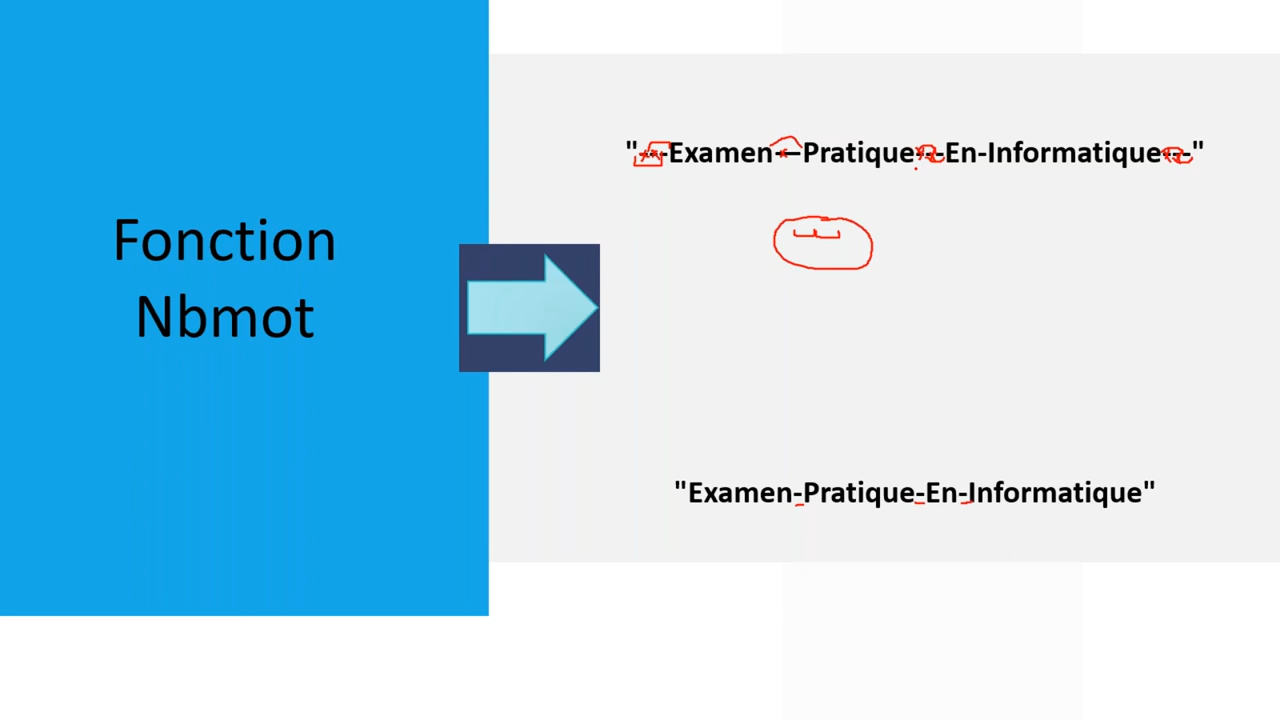 Fonction
Nbmot
"---Examen--Pratique---En-Informatique---"
"Examen-Pratique-En-Informatique"